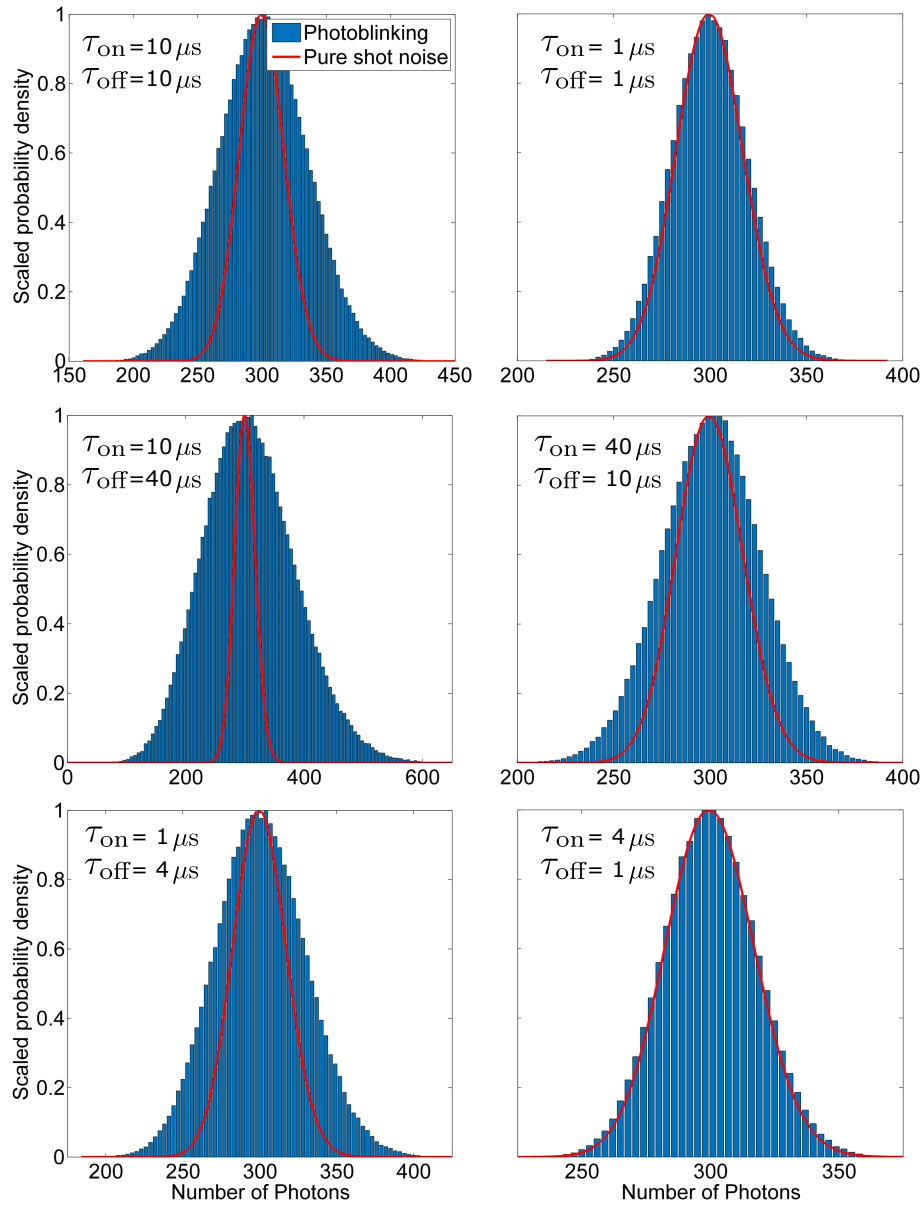 Photoblinking
Pure shot noise
τon=10 μs
τoff=10 μs
Scaled probability density
1
0.8
0.6
0.4
0.2
0
150 200 250 300 350 400 450
τon= 1 μs
τoff= 1 μs
200 250 300 350 400
τon=10 μs
τoff=40 μs
Scaled probability density
1
0.8
0.6
0.4
0.2
0
0 200 400 600
τon= 40 μs
τoff= 10 μs
200 250 300 350 400
τon= 1 μs
τoff= 4 μs
Scaled probability density
1
0.8
0.6
0.4
0.2
0
200 250 300 350 400
Number of Photons
τon= 4 μs
τoff= 1 μs
250 300 350
Number of Photons